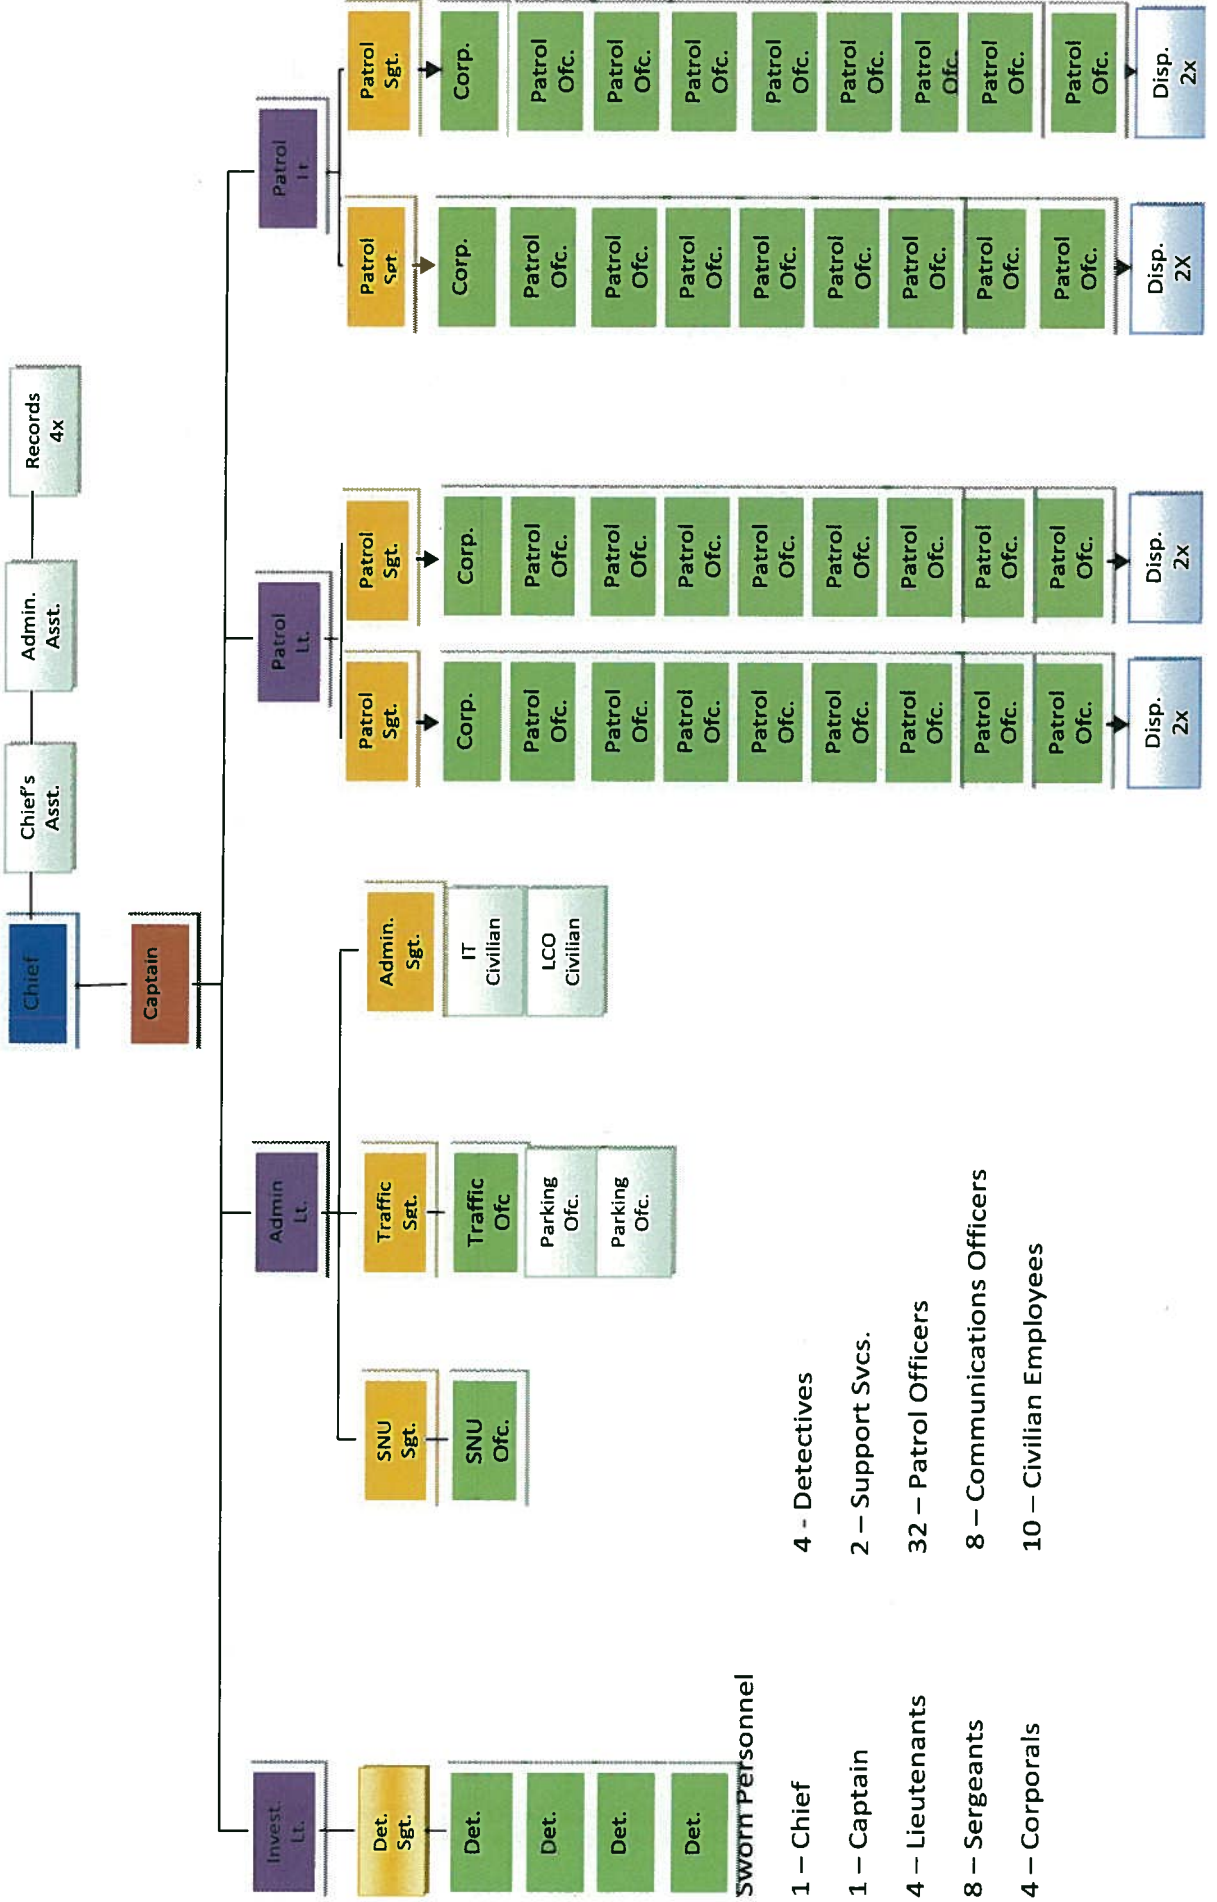 Chief
Chief's
Asst.
Admin.
Asst.
Records
4x
Captain
Invest.
Lt.
Det.
Sgt.
Det.
Det.
Det.
Det.
Admin
Lt.
SNU
Sgt.
SNU
Ofc.
Traffic
Sgt.
Traffic
Ofc
Parking
Ofc.
Parking
Ofc.
Admin.
Sgt.
IT
Civilian
LCO
Civilian
Patrol
Lt.
Patrol
Sgt.
Corp.
Patrol
Ofc.
Patrol
Ofc.
Patrol
Ofc.
Patrol
Ofc.
Patrol
Ofc.
Patrol
Ofc.
Patrol
Ofc.
Patrol
Ofc.
Disp.
2x
Patrol
Sgt.
Corp.
Patrol
Ofc.
Patrol
Ofc.
Patrol
Ofc.
Patrol
Ofc.
Patrol
Ofc.
Patrol
Ofc.
Patrol
Ofc.
Patrol
Ofc.
Disp.
2x
Patrol
Patrol
Sgt.
Corp.
Patrol
Ofc.
Patrol
Ofc.
Patrol
Ofc.
Patrol
Ofc.
Patrol
Ofc.
Patrol
Ofc.
Patrol
Ofc.
Patrol
Ofc.
Disp.
2X
Patrol
Sgt.
Corp.
Patrol
Ofc.
Patrol
Ofc.
Patrol
Ofc.
Patrol
Ofc.
Patrol
Ofc.
Patrol
Ofc.
Patrol
Ofc.
Patrol
Ofc.
Disp.
2x
Sworn Personnel
1 – Chief
1 – Captain
4 – Lieutenants
8 – Sergeants
4 – Corporals
4 - Detectives
2 – Support Svcs.
32 – Patrol Officers
8 – Communications Officers
10 – Civilian Employees